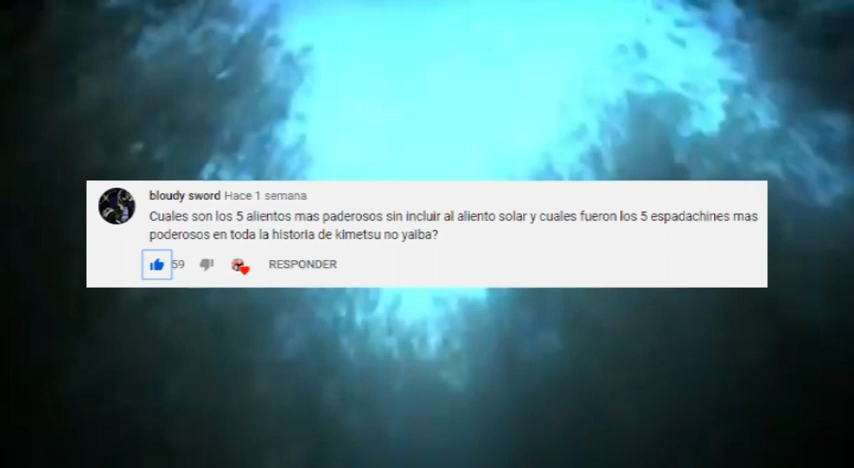 bloudy sword Hace 1 semana
Cuales son los 5 alientos mas paderosos sin incluir al aliento solar y cuales fueron los 5 espadachines mas
poderosos en toda la historia de kimetsu no yaiba?
59 RESPONDER